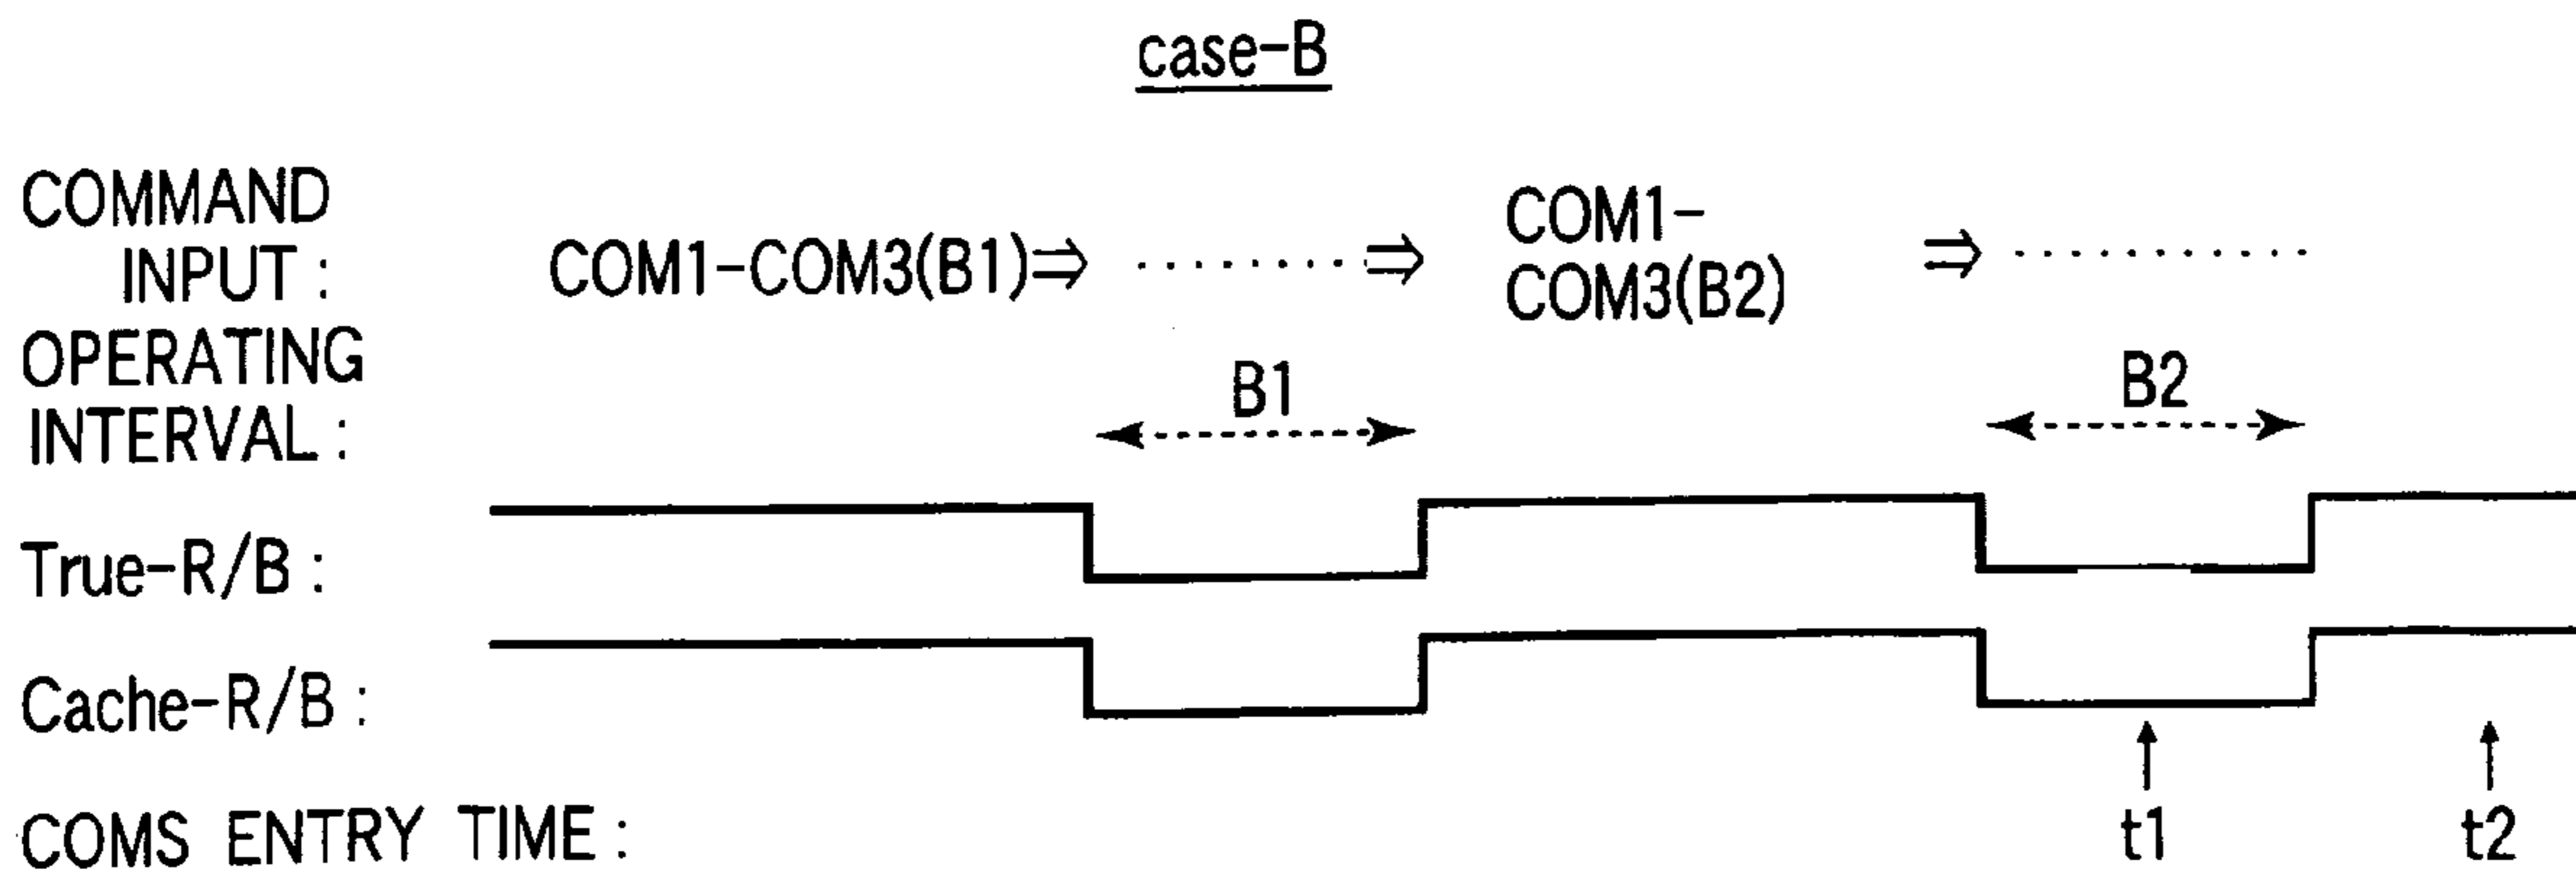 case-B
COMMAND
INPUT :
COM1-COM3(B1)⇒ ········⇒
COM1-
COM3(B2)
⇒ ···········
OPERATING
INTERVAL :
B1
B2
True-R/B :
Cache-R/B :
COMS ENTRY TIME :
t1
t2